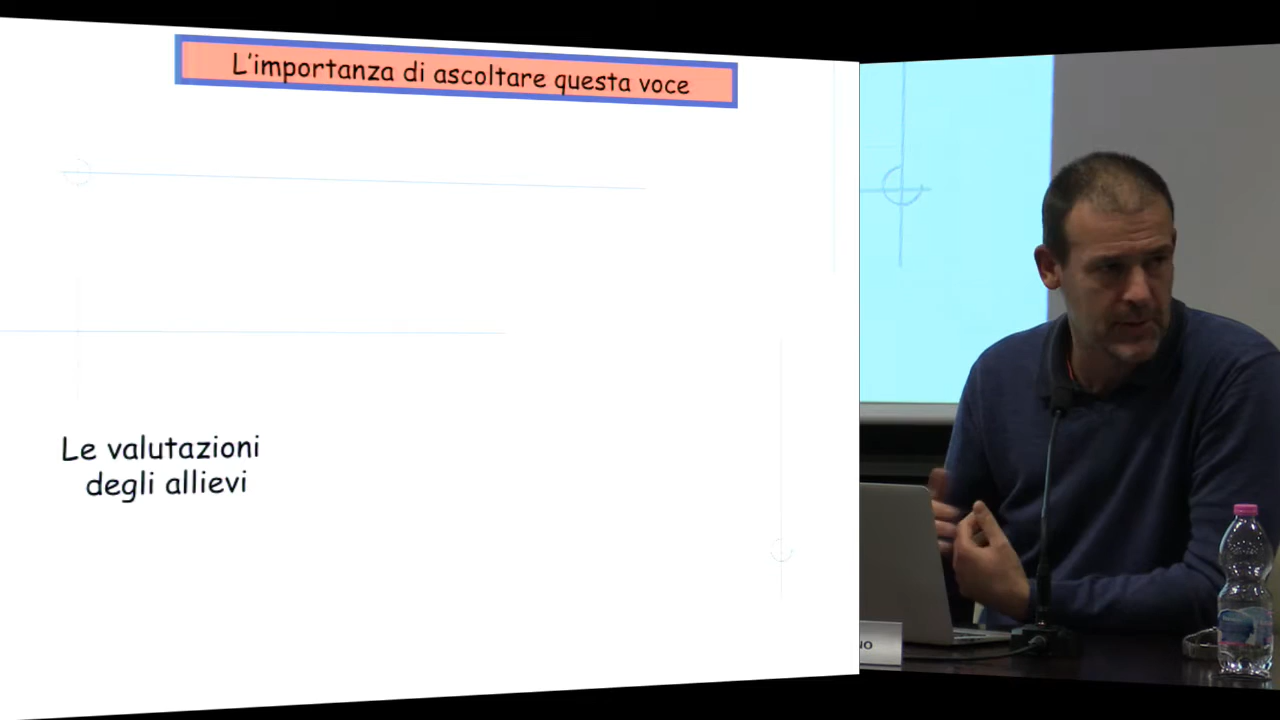 L'importanza di ascoltare questa voce
Le valutazioni
degli allievi